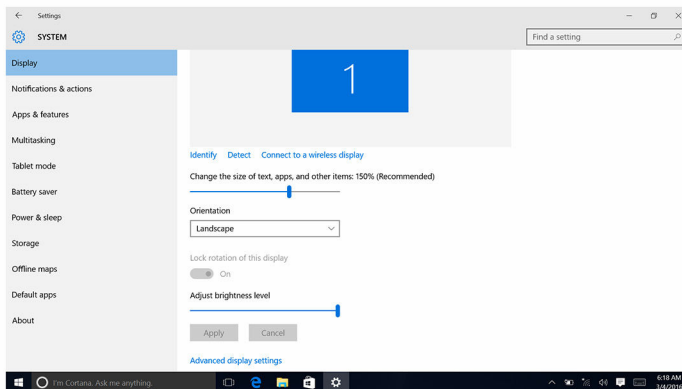 Settings
SYSTEM
Find a setting
Display
Notifications & actions
Apps & features
Multitasking
Tablet mode
Battery saver
Power & sleep
Storage
Offline maps
Default apps
About
1
Identify Detect Connect to a wireless display
Change the size of text, apps, and other items: 150% (Recommended)
Orientation
Landscape
Lock rotation of this display
On
Adjust brightness level
Apply Cancel
Advanced display settings
I'm Cortana. Ask me anything.
6:18 AM
3/4/2016